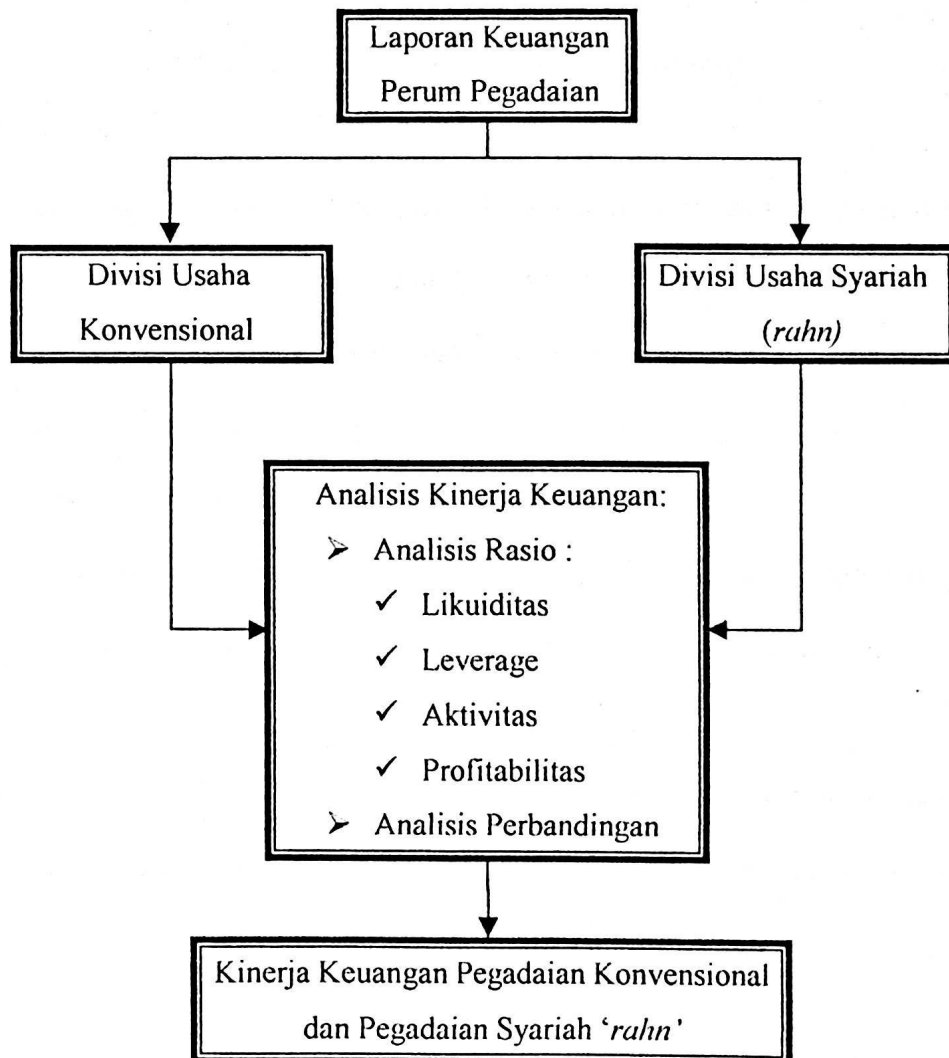 Laporan Keuangan
Perum Pegadaian
Divisi Usaha
Konvensional
Divisi Usaha Syariah
(rahn)
Analisis Kinerja Keuangan:
➢ Analisis Rasio :
✓ Likuiditas
✓ Leverage
✓ Aktivitas
✓ Profitabilitas
➢ Analisis Perbandingan
Kinerja Keuangan Pegadaian Konvensional
dan Pegadaian Syariah ‘rahn’